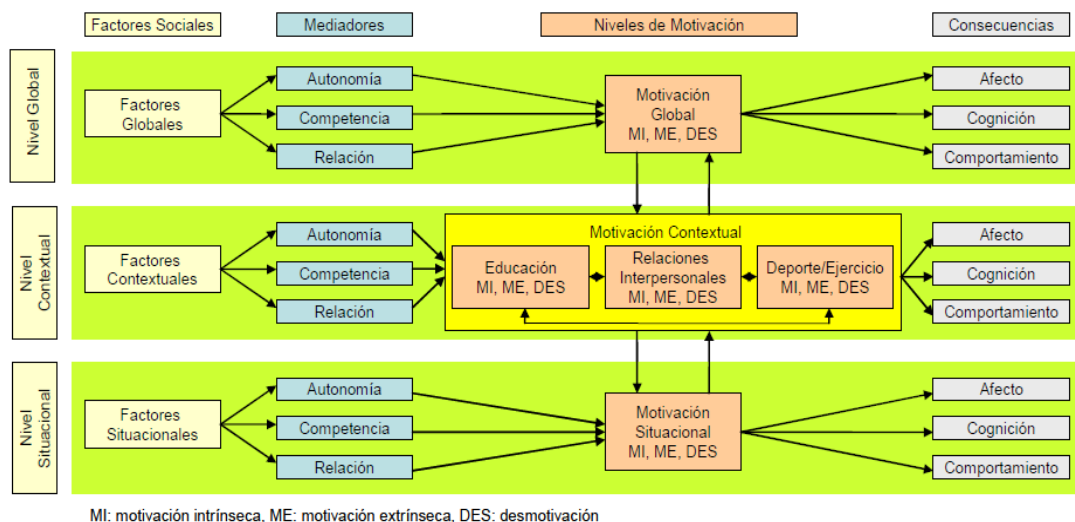 Factores Sociales
Mediadores
Niveles de Motivación
Consecuencias
Nivel Global
Factores
Globales
Autonomía
Competencia
Relación
Motivación
Global
MI, ME, DES
Afecto
Cognición
Comportamiento
Nivel
Contextual
Factores
Contextuales
Autonomía
Competencia
Relación
Motivación Contextual
Educación
MI, ME, DES
Relaciones
Interpersonales
MI, ME, DES
Deporte/Ejercicio
MI, ME, DES
Afecto
Cognición
Comportamiento
Nivel
Situacional
Factores
Situacionales
Autonomía
Competencia
Relación
Motivación
Situacional
MI, ME, DES
Afecto
Cognición
Comportamiento
MI: motivación intrínseca, ME: motivación extrínseca, DES: desmotivación